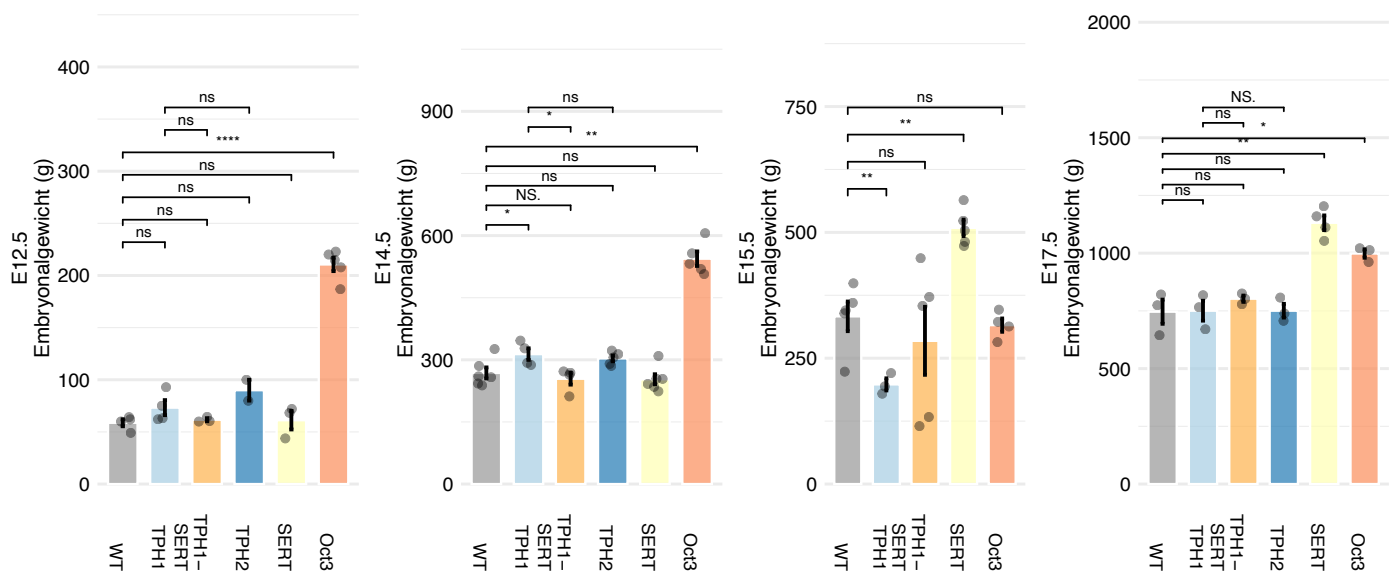 E12.5
Embryonalgewicht (g)
400
300
200
100
0
ns
ns
****
ns
ns
ns
ns
WT
TPH1
TPH1-
SERT
TPH2
SERT
Oct3
E14.5
Embryonalgewicht (g)
900
600
300
0
ns
*
**
ns
ns
NS.
*
WT
TPH1
TPH1-
SERT
TPH2
SERT
Oct3
E15.5
Embryonalgewicht (g)
750
500
250
0
ns
**
ns
**
WT
TPH1
TPH1-
SERT
SERT
Oct3
E17.5
Embryonalgewicht (g)
2000
1500
1000
500
0
NS.
ns
*
**
ns
ns
ns
WT
TPH1
TPH1-
SERT
TPH2
SERT
Oct3